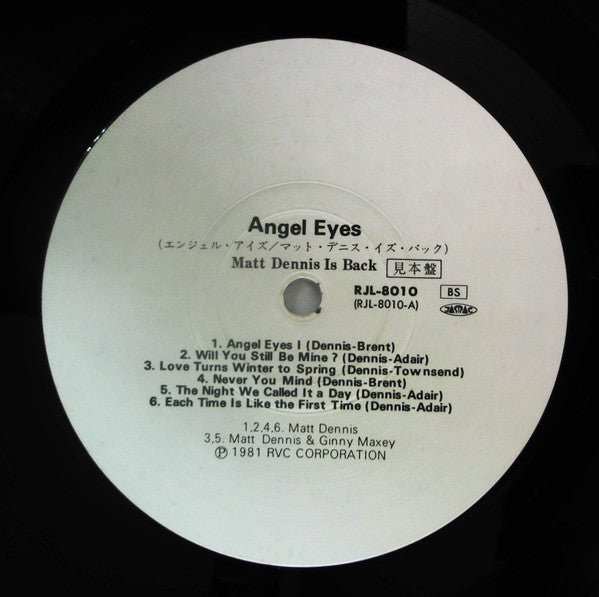 Angel Eyes
(エンジェル・アイズ/マット・デニス・イズ・バック)
Matt Dennis Is Back 見本盤
RJL-8010 BS
(RJL-8010-A) JASRAC
1. Angel Eyes I (Dennis-Brent)
2. Will You Still Be Mine? (Dennis-Adair)
3. Love Turns Winter to Spring (Dennis-Townsend)
4. Never You Mind (Dennis-Brent)
5. The Night We Called It a Day (Dennis-Adair)
6. Each Time Is Like the First Time (Dennis-Adair)
1,2,4,6. Matt Dennis
3,5. Matt Dennis & Ginny Maxey
Ⓟ 1981 RVC CORPORATION